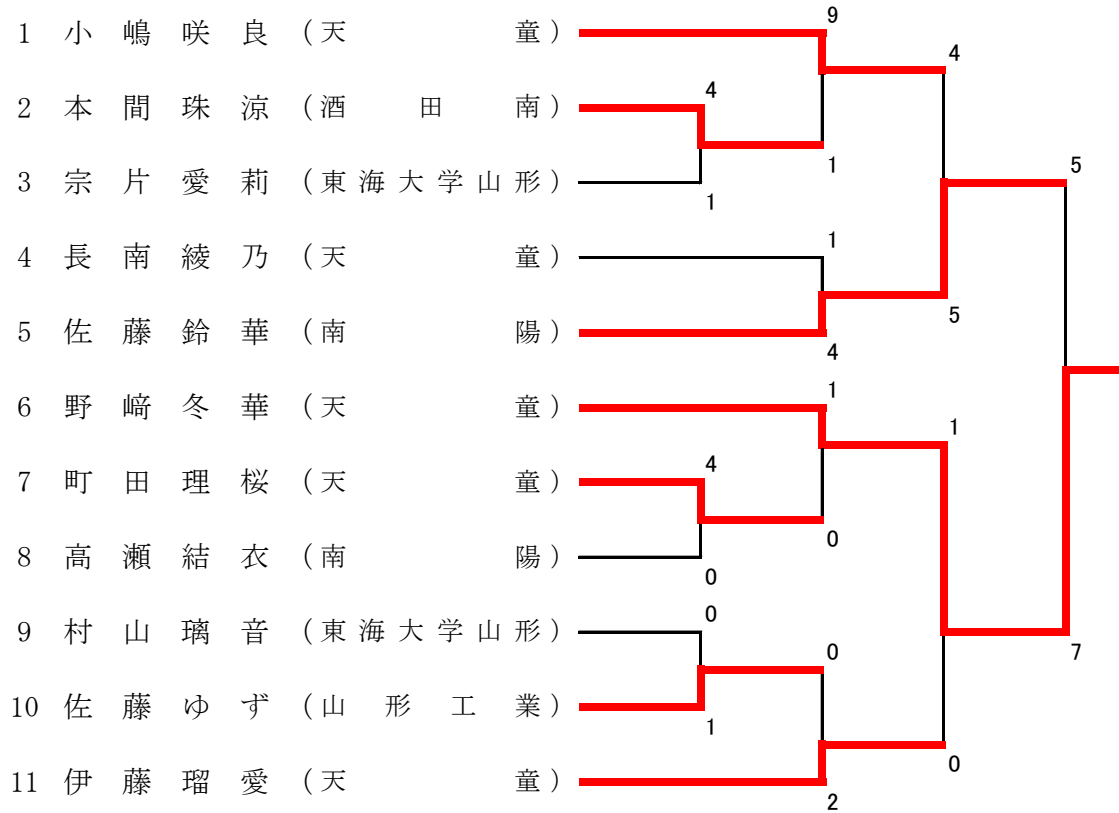 1 小嶋咲良 (天童)
9
4
2 本間珠涼 (酒田南)
4
1
5
3 宗片愛莉 (東海大学山形)
1
4 長南綾乃 (天童)
1
5
5 佐藤鈴華 (南陽)
4
6 野﨑冬華 (天童)
1
1
7 町田理桜 (天童)
4
0
8 高瀬結衣 (南陽)
0
9 村山璃音 (東海大学山形)
0
0
7
10 佐藤ゆず (山形工業)
1
0
11 伊藤瑠愛 (天童)
2